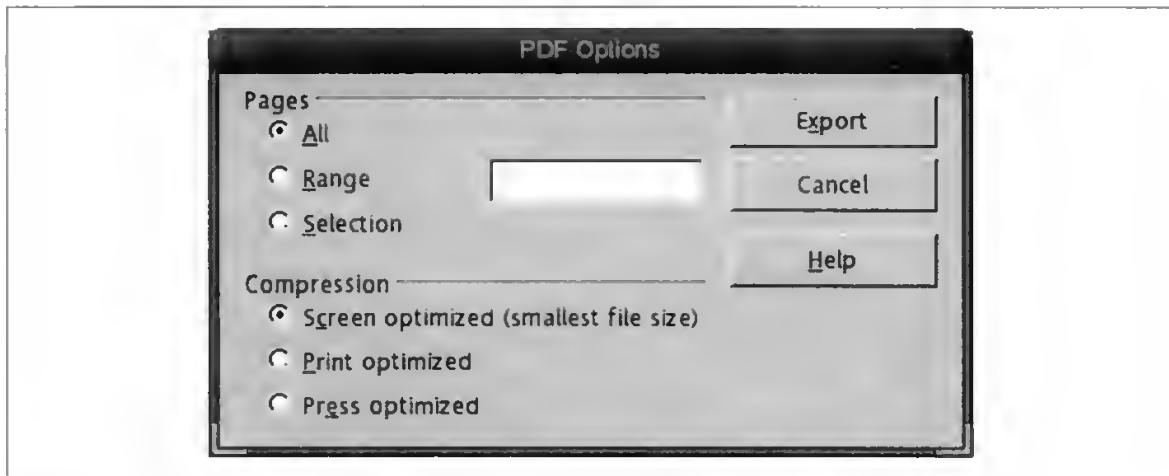 PDF Options
Pages
All
Range
Selection
Compression
Screen optimized (smallest file size)
Print optimized
Press optimized
Export
Cancel
Help